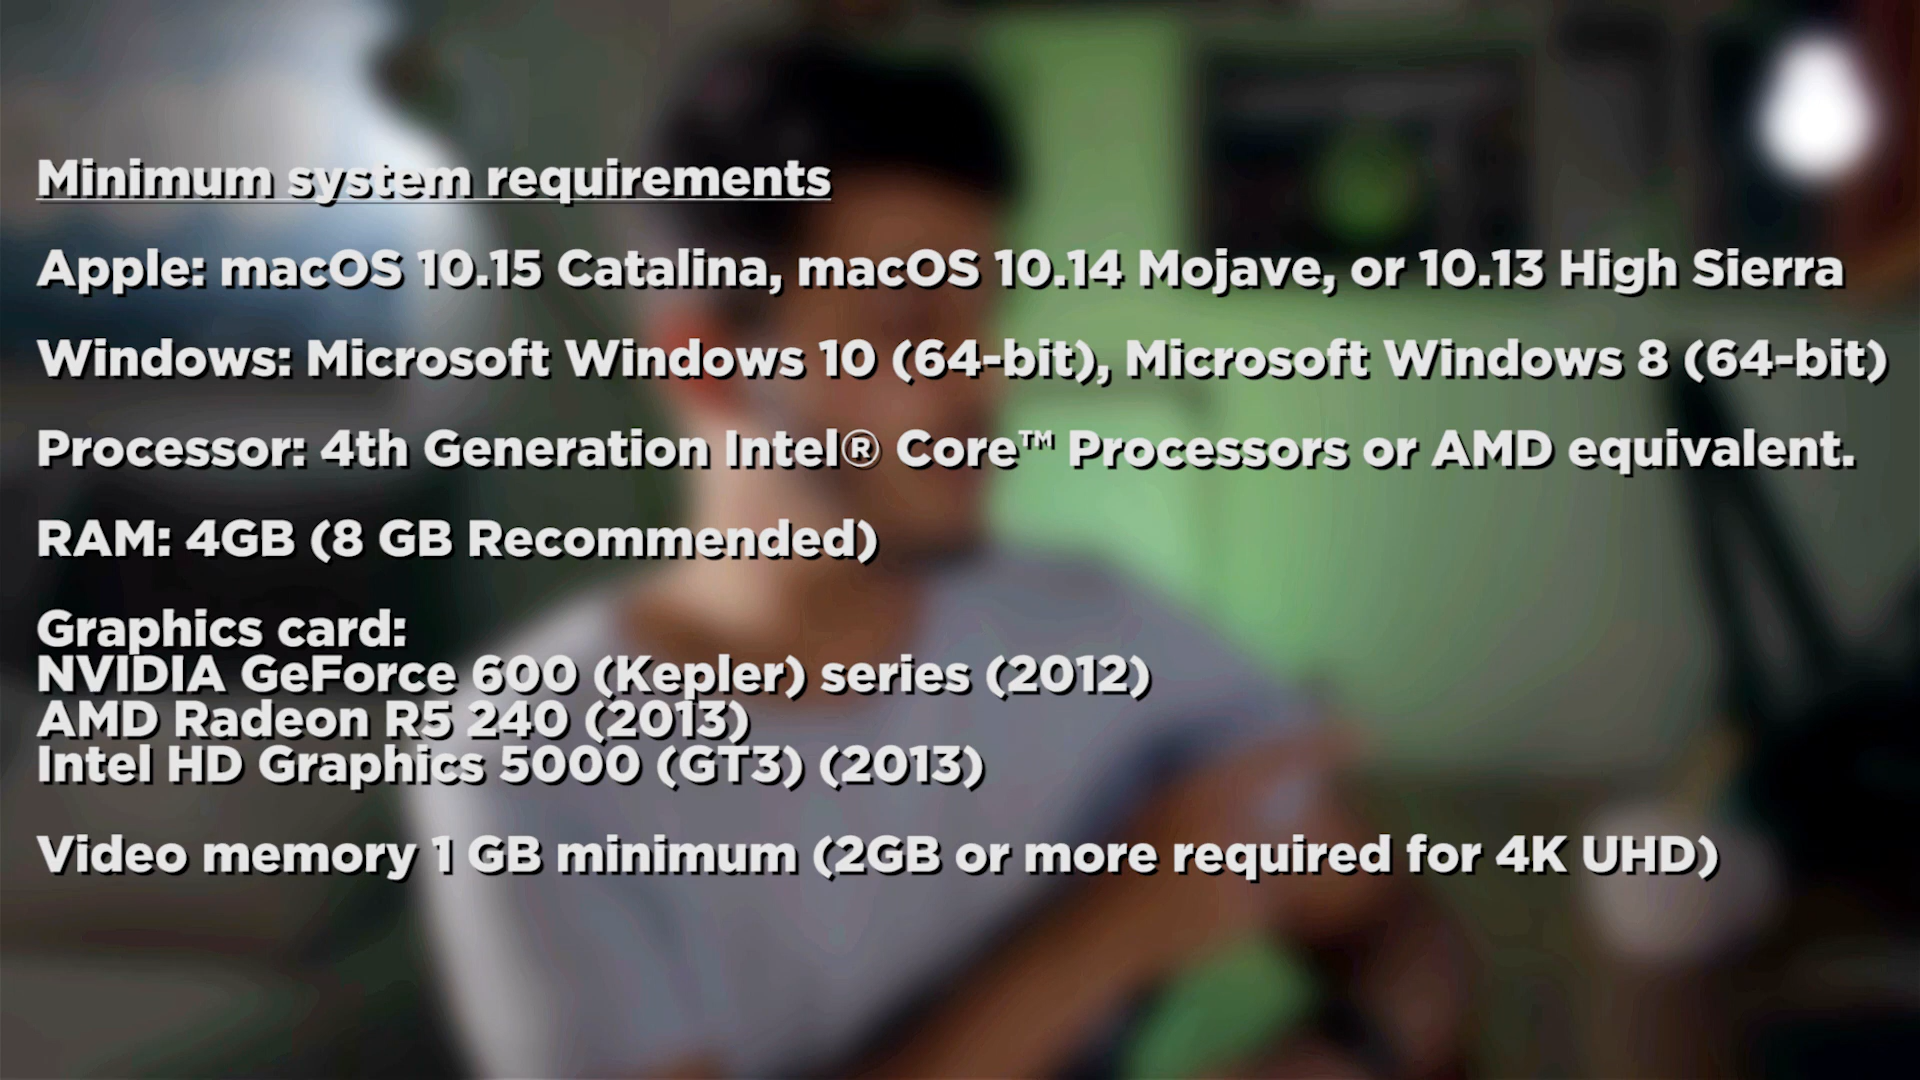 Minimum system requirements
Apple: macOS 10.15 Catalina, macOS 10.14 Mojave, or 10.13 High Sierra
Windows: Microsoft Windows 10 (64-bit), Microsoft Windows 8 (64-bit)
Processor: 4th Generation Intel® Core™ Processors or AMD equivalent.
RAM: 4GB (8 GB Recommended)
Graphics card:
NVIDIA GeForce 600 (Kepler) series (2012)
AMD Radeon R5 240 (2013)
Intel HD Graphics 5000 (GT3) (2013)
Video memory 1 GB minimum (2GB or more required for 4K UHD)